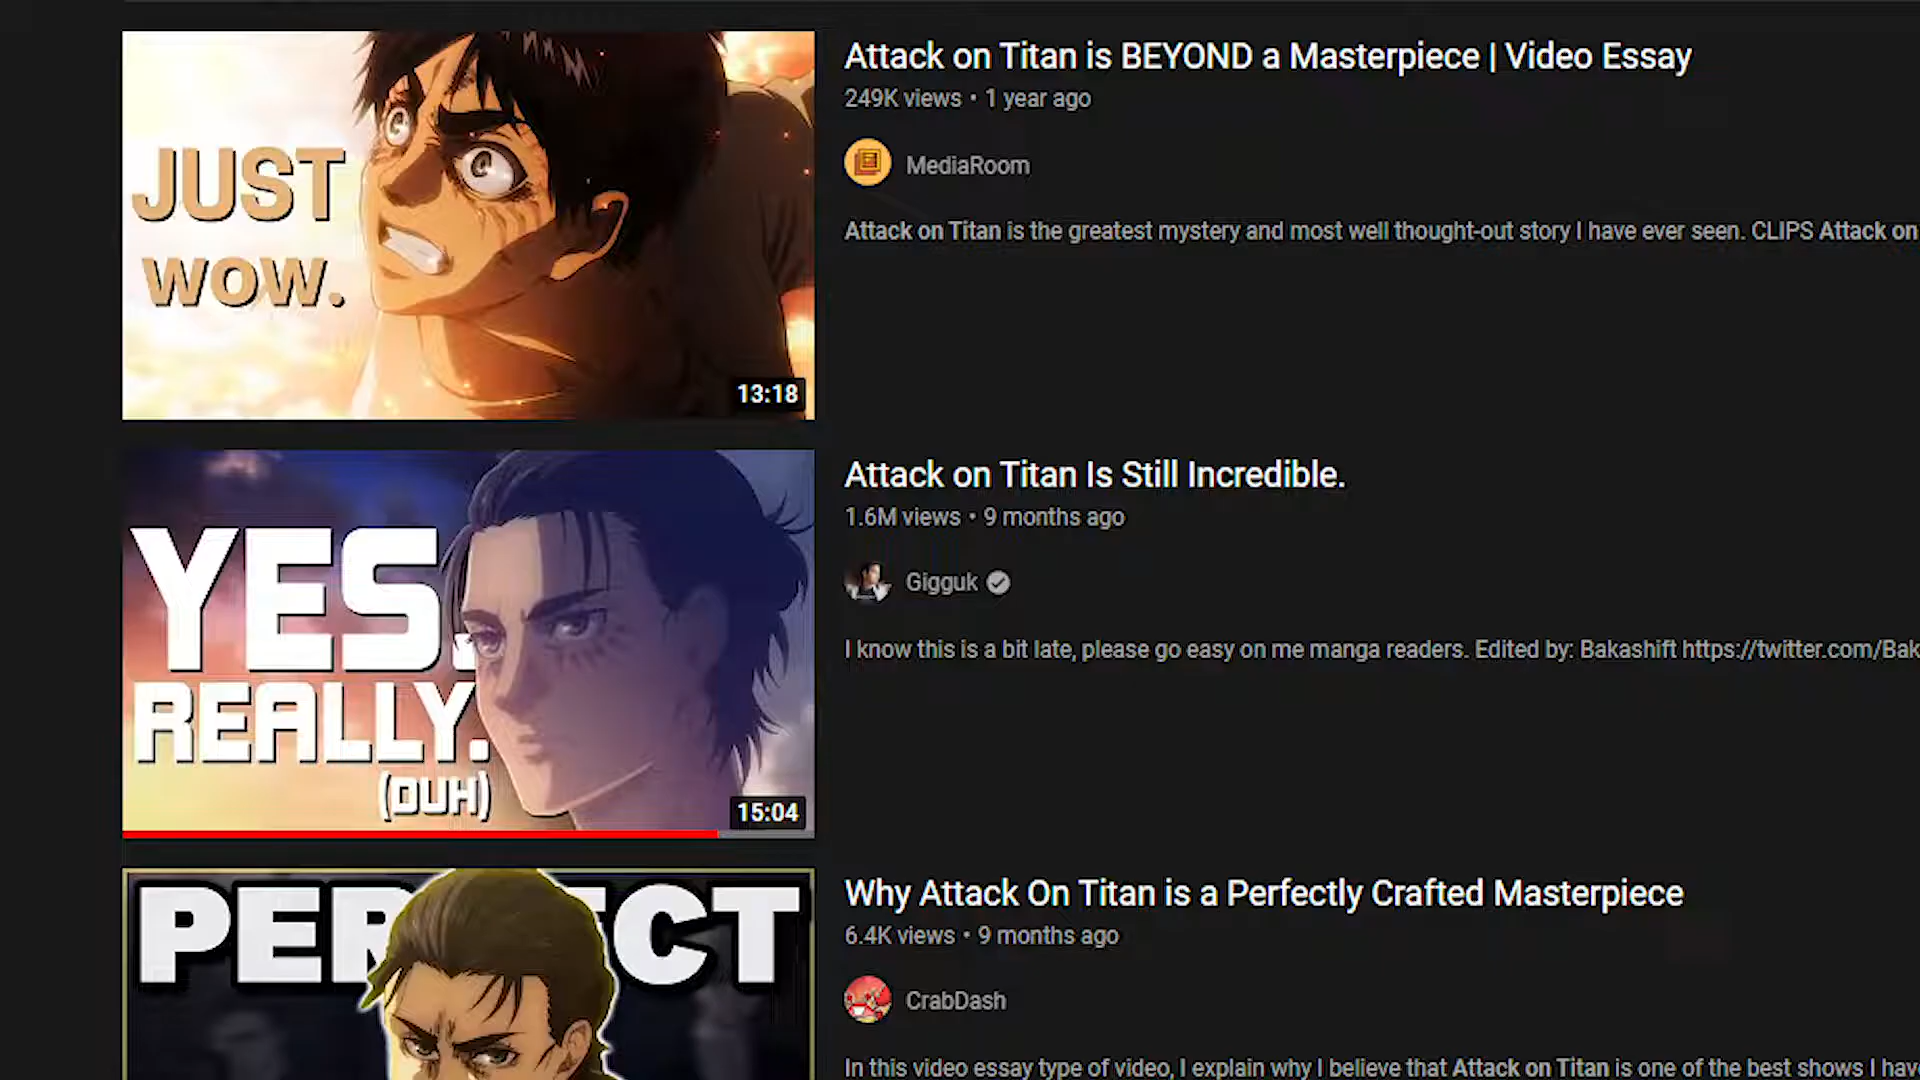 JUST
WOW.
13:18
Attack on Titan is BEYOND a Masterpiece | Video Essay
249K views • 1 year ago
MediaRoom
Attack on Titan is the greatest mystery and most well thought-out story I have ever seen. CLIPS Attack on
YES.
REALLY.
(DUH)
15:04
Attack on Titan Is Still Incredible.
1.6M views • 9 months ago
Gigguk
I know this is a bit late, please go easy on me manga readers. Edited by: Bakashift https://twitter.com/Bak
PER CT
Why Attack On Titan is a Perfectly Crafted Masterpiece
6.4K views • 9 months ago
CrabDash
In this video essay type of video, I explain why I believe that Attack on Titan is one of the best shows I hav